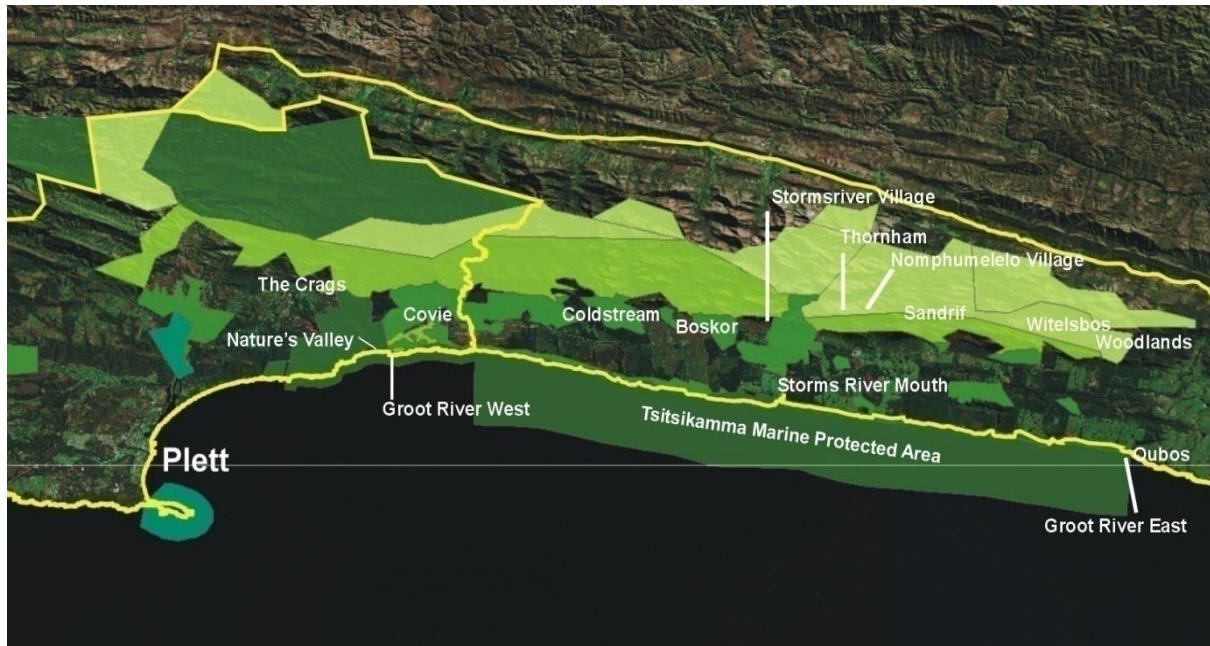 Stormsriver Village
Thornham
Nomphumelelo Village
The Crags
Covie
Coldstream
Boskor
Sandrif
Witelsbos
Woodlands
Nature's Valley
Storms River Mouth
Groot River West
Tsitsikamma Marine Protected Area
Plett
Oubos
Groot River East